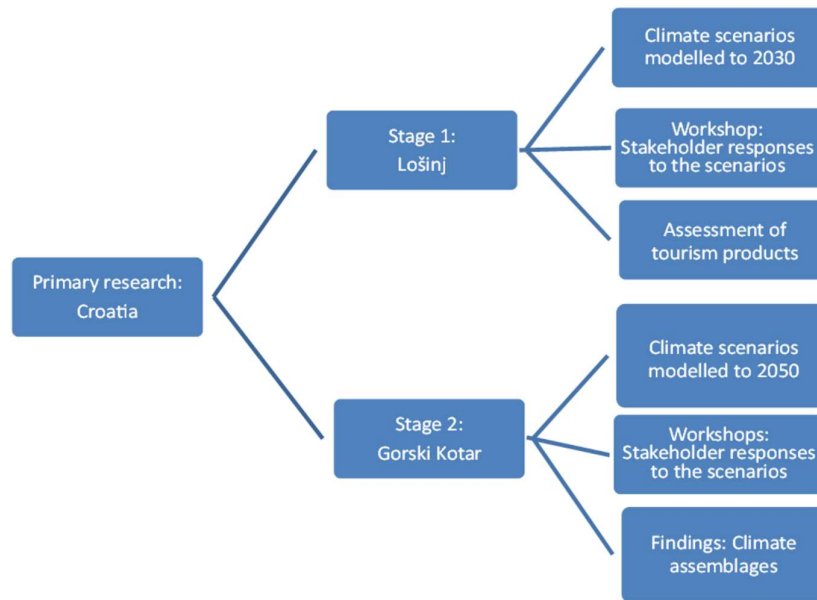 Primary research:
Croatia
Stage 1:
Lošinj
Climate scenarios
modelled to 2030
Workshop:
Stakeholder responses
to the scenarios
Assessment of
tourism products
Stage 2:
Gorski Kotar
Climate scenarios
modelled to 2050
Workshops:
Stakeholder responses
to the scenarios
Findings: Climate
assemblages